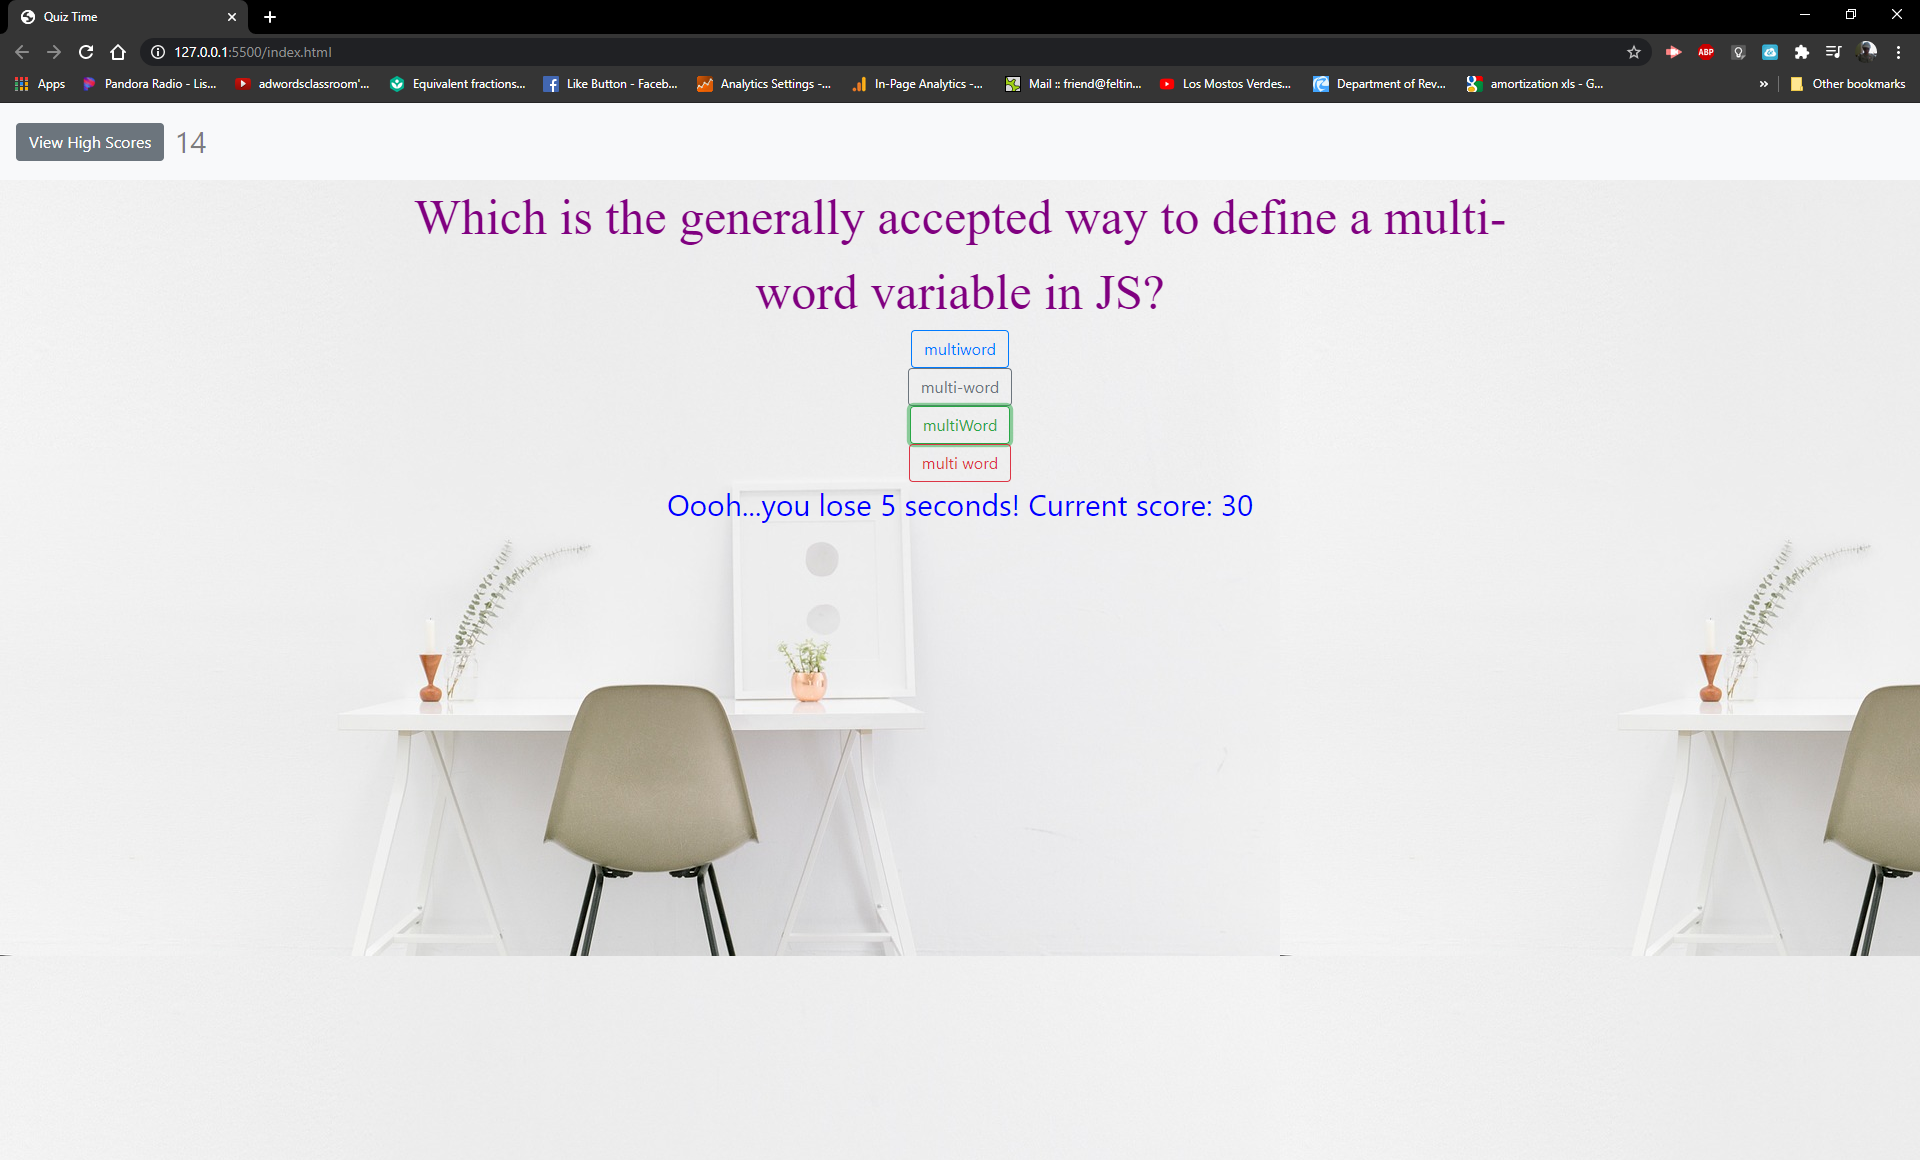 Quiz Time
127.0.0.1:5500/index.html
ABP
Apps
Pandora Radio - Lis...
adwordsclassroom'...
Equivalent fractions...
Like Button - Faceb...
Analytics Settings -...
In-Page Analytics -...
Mail :: friend@feltin...
Los Mostos Verdes...
Department of Rev...
amortization xls - G...
»
Other bookmarks
View High Scores
14
Which is the generally accepted way to define a multi-
word variable in JS?
multiword
multi-word
multiWord
multi word
Oooh...you lose 5 seconds! Current score: 30